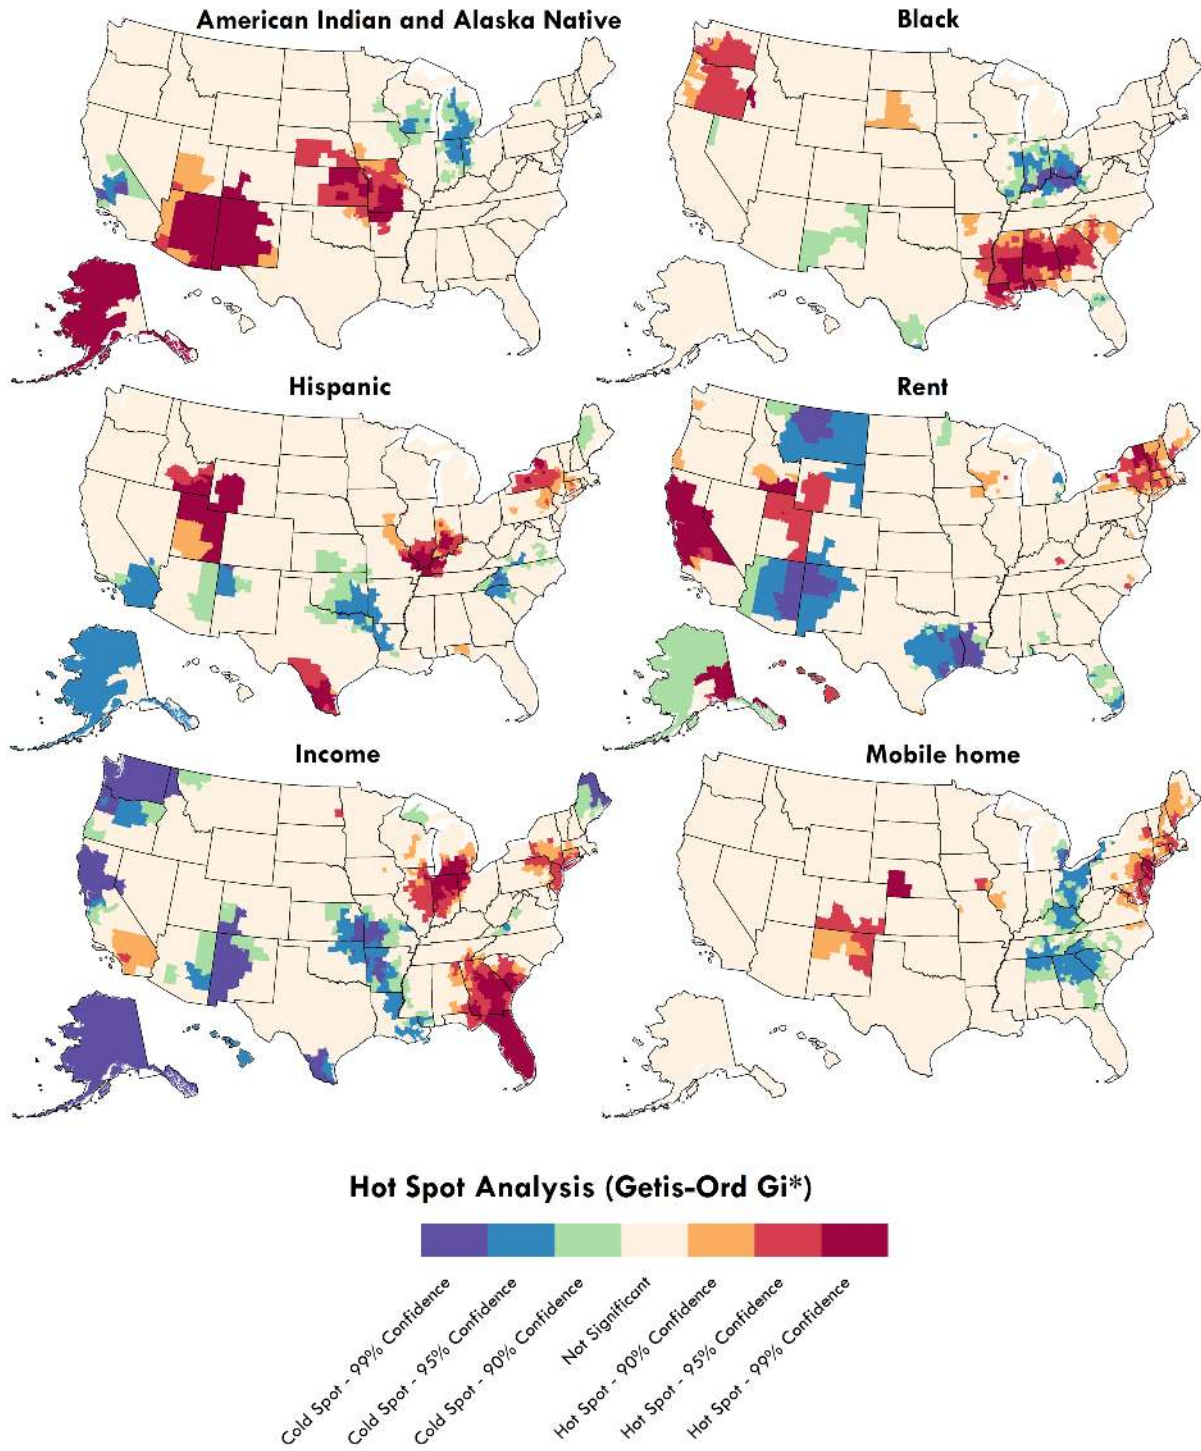 American Indian and Alaska Native
Black
Hispanic
Rent
Income
Mobile home
Hot Spot Analysis (Getis-Ord Gi*)
Cold Spot - 99% Confidence
Cold Spot - 95% Confidence
Cold Spot - 90% Confidence
Not Significant
Hot Spot - 90% Confidence
Hot Spot - 95% Confidence
Hot Spot - 99% Confidence